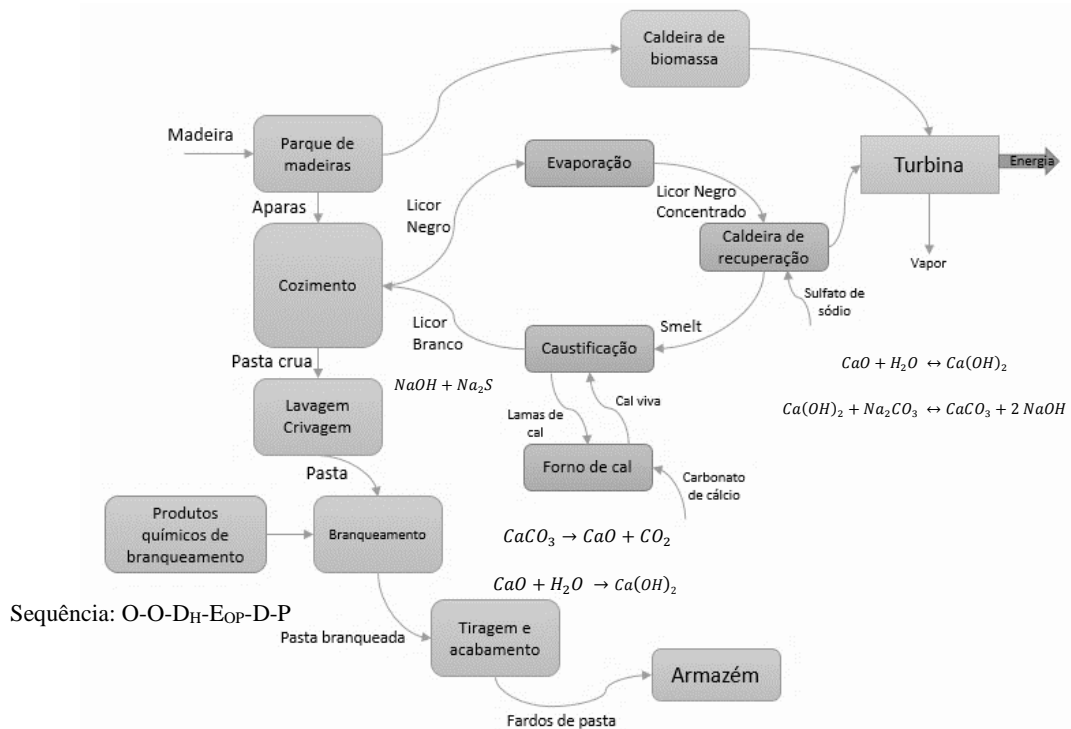 Caldeira de
biomassa
Madeira
Parque de
madeiras
Evaporação
Turbina
Energia
Aparas
Licor
Negro
Licor Negro
Concentrado
Caldeira de
recuperação
Vapor
Cozimento
Sulfato de
sódio
Licor
Branco
Smelt
Caustificação
Pasta crua
NaOH + Na₂S
CaO + H₂O ↔ Ca(OH)₂
Lavagem
Crivagem
Lamas de
cal
Cal viva
Ca(OH)₂ + Na₂CO₃ ↔ CaCO₃ + 2 NaOH
Forno de cal
Carbonato
de cálcio
Pasta
Produtos
químicos de
branqueamento
Branqueamento
CaCO₃ → CaO + CO₂
CaO + H₂O → Ca(OH)₂
Sequência: O-O-DH-EOP-D-P
Pasta branqueada
Tiragem e
acabamento
Armazém
Fardos de pasta